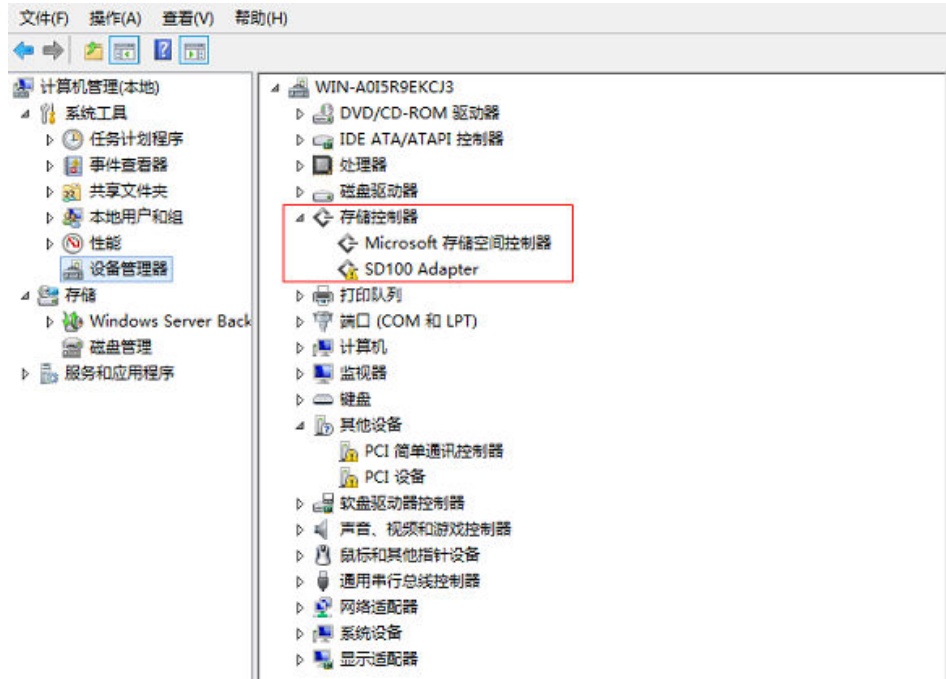 文件(F) 操作(A) 查看(V) 帮助(H)
计算机管理(本地)
系统工具
任务计划程序
事件查看器
共享文件夹
本地用户和组
性能
设备管理器
存储
Windows Server Back
磁盘管理
服务和应用程序
WIN-A0I5R9EKCJ3
DVD/CD-ROM 驱动器
IDE ATA/ATAPI 控制器
处理器
磁盘驱动器
存储控制器
Microsoft 存储空间控制器
SD100 Adapter
打印队列
端口 (COM 和 LPT)
计算机
监视器
键盘
其他设备
PCI 简单通讯控制器
PCI 设备
软盘驱动器控制器
声音、视频和游戏控制器
鼠标和其他指针设备
通用串行总线控制器
网络适配器
系统设备
显示适配器